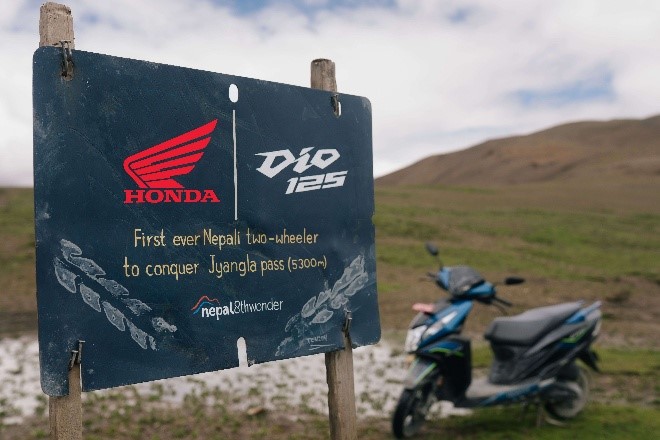 HONDA
Dio
125
First ever Nepali two-wheeler
to conquer Jyangla pass (5300m)
nepal8thwonder